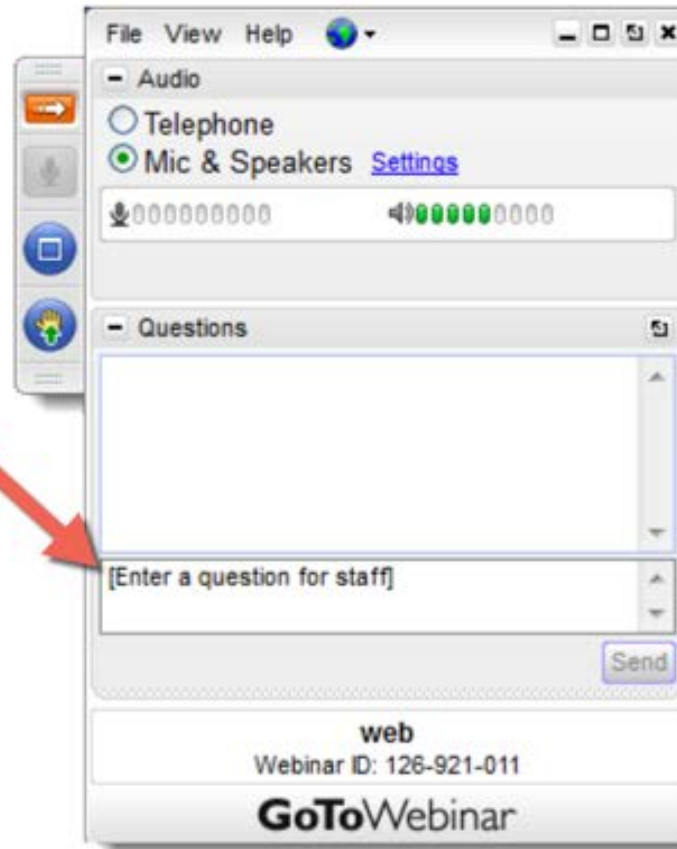 File View Help
Audio
Telephone
Mic & Speakers Settings
Questions
[Enter a question for staff]
Send
web
Webinar ID: 126-921-011
GoToWebinar